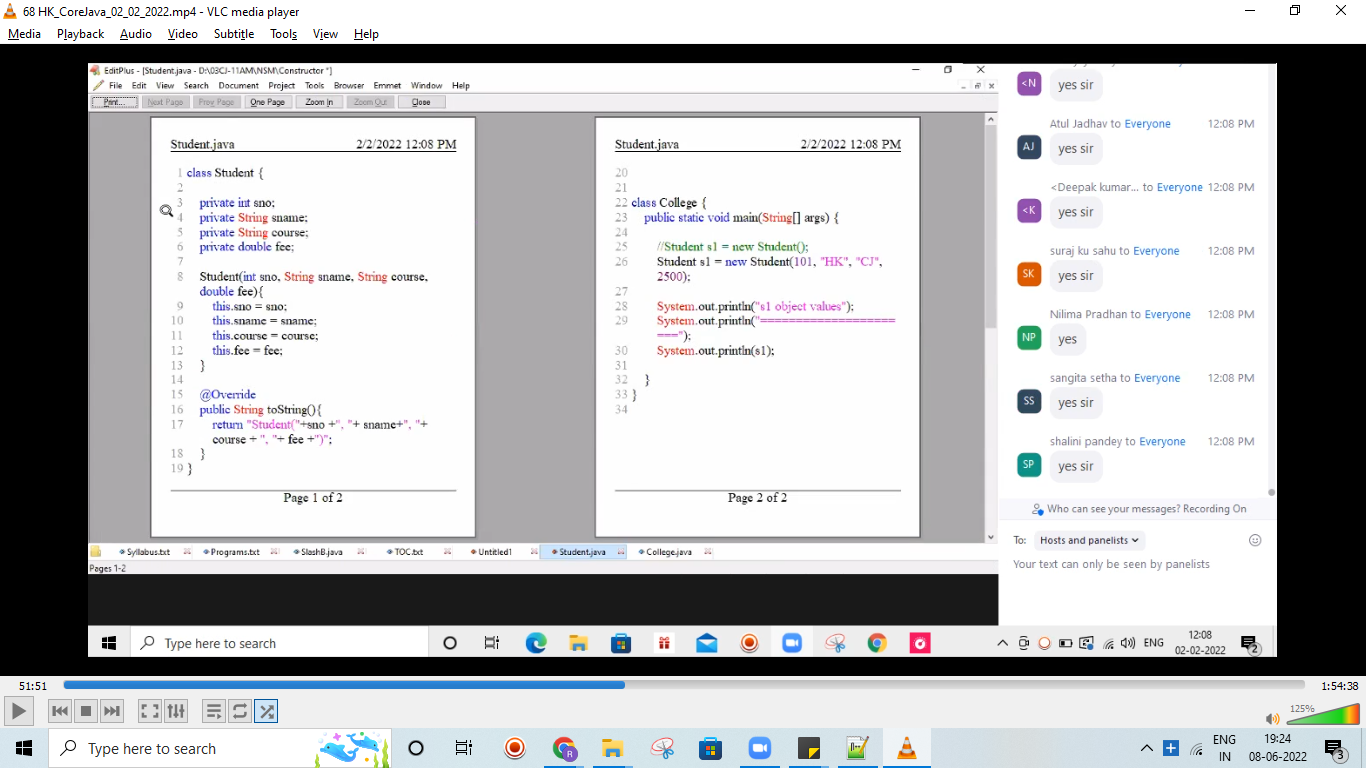 68 HK_CoreJava_02_02_2022.mp4 - VLC media player
Media Playback Audio Video Subtitle Tools View Help
EditPlus - [Student.java - D:\03CJ-11AM\NSM\Constructor *]
File Edit View Search Document Project Tools Browser Emmet Window Help
Print... Next Page Prev Page One Page Zoom In Zoom Out Close
Student.java 2/2/2022 12:08 PM
1 class Student {
2
3 private int sno;
4 private String sname;
5 private String course;
6 private double fee;
7
8 Student(int sno, String sname, String course,
double fee){
9 this.sno = sno;
10 this.sname = sname;
11 this.course = course;
12 this.fee = fee;
13 }
14
15 @Override
16 public String toString(){
17 return "Student("+sno +", "+ sname+", "+
course + ", "+ fee +")";
18 }
19 }
Page 1 of 2
Student.java 2/2/2022 12:08 PM
20
21
22 class College {
23 public static void main(String[] args) {
24
25 //Student s1 = new Student();
26 Student s1 = new Student(101, "HK", "CJ",
2500);
27
28 System.out.println("s1 object values");
29 System.out.println("===================
===");
30 System.out.println(s1);
31
32 }
33 }
34
Page 2 of 2
Syllabus.txt Programs.txt SlashB.java TOC.txt Untitled1 Student.java College.java
Pages 1-2
<N yes sir
Atul Jadhav to Everyone 12:08 PM
AJ yes sir
<Deepak kumar... to Everyone 12:08 PM
<K yes sir
suraj ku sahu to Everyone 12:08 PM
SK yes sir
Nilima Pradhan to Everyone 12:08 PM
NP yes
sangita setha to Everyone 12:08 PM
SS yes sir
shalini pandey to Everyone 12:08 PM
SP yes sir
Who can see your messages? Recording On
To: Hosts and panelists
Your text can only be seen by panelists
Type here to search
ENG
12:08
02-02-2022
2
51:51
1:54:38
125%
Type here to search
R
ENG
IN
19:24
08-06-2022
3